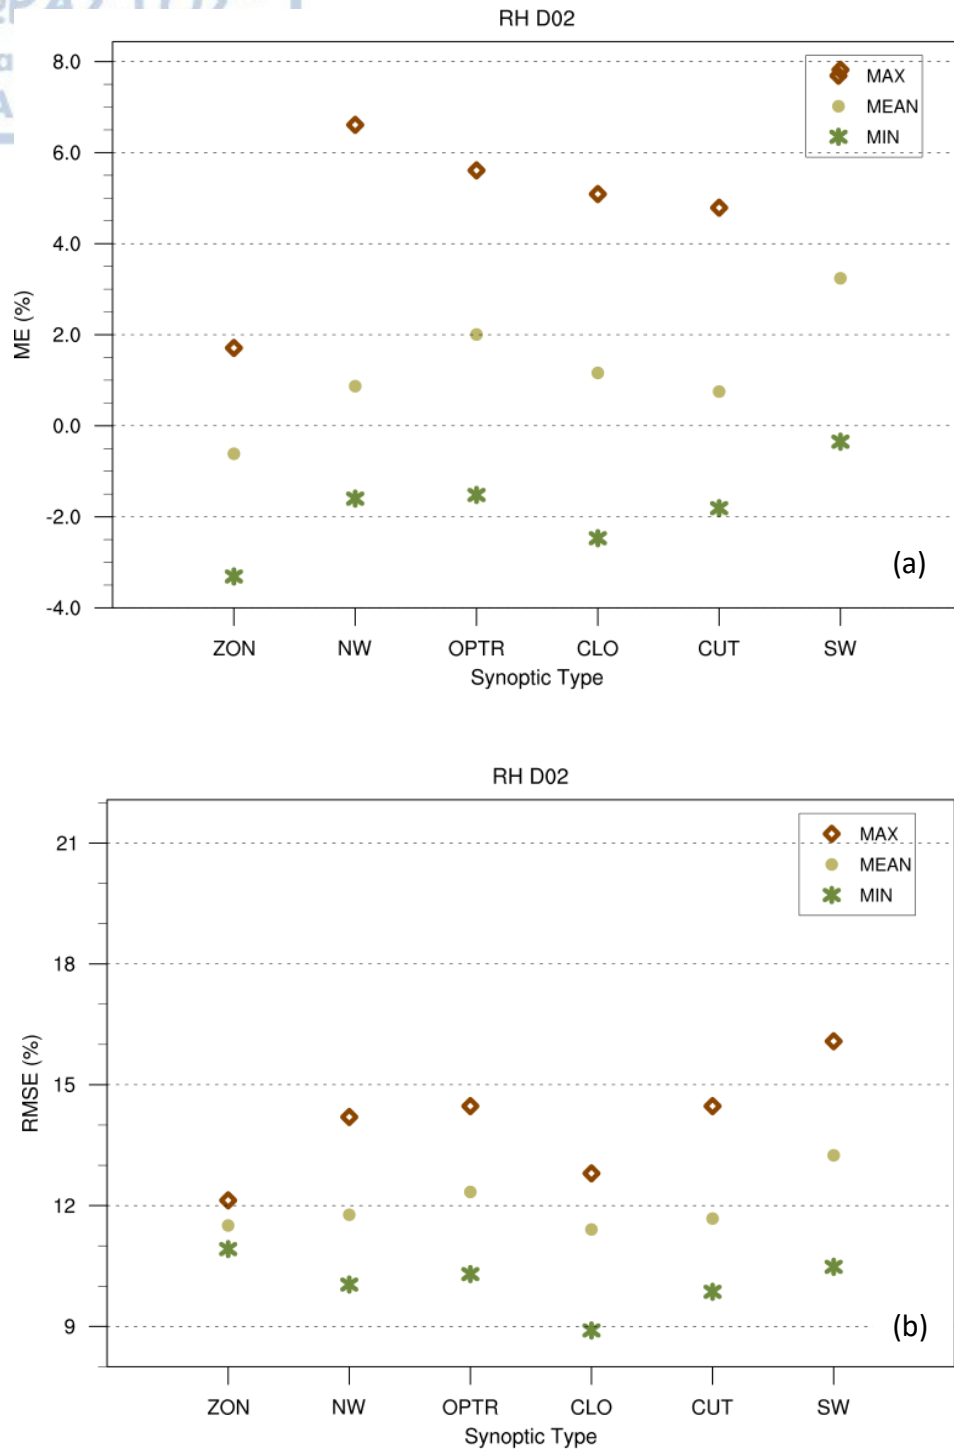 RH D02
8.0
6.0
4.0
2.0
0.0
-2.0
-4.0
ME (%)
MAX
MEAN
MIN
(a)
ZON NW OPTR CLO CUT SW
Synoptic Type
RH D02
21
18
15
12
9
RMSE (%)
MAX
MEAN
MIN
(b)
ZON NW OPTR CLO CUT SW
Synoptic Type